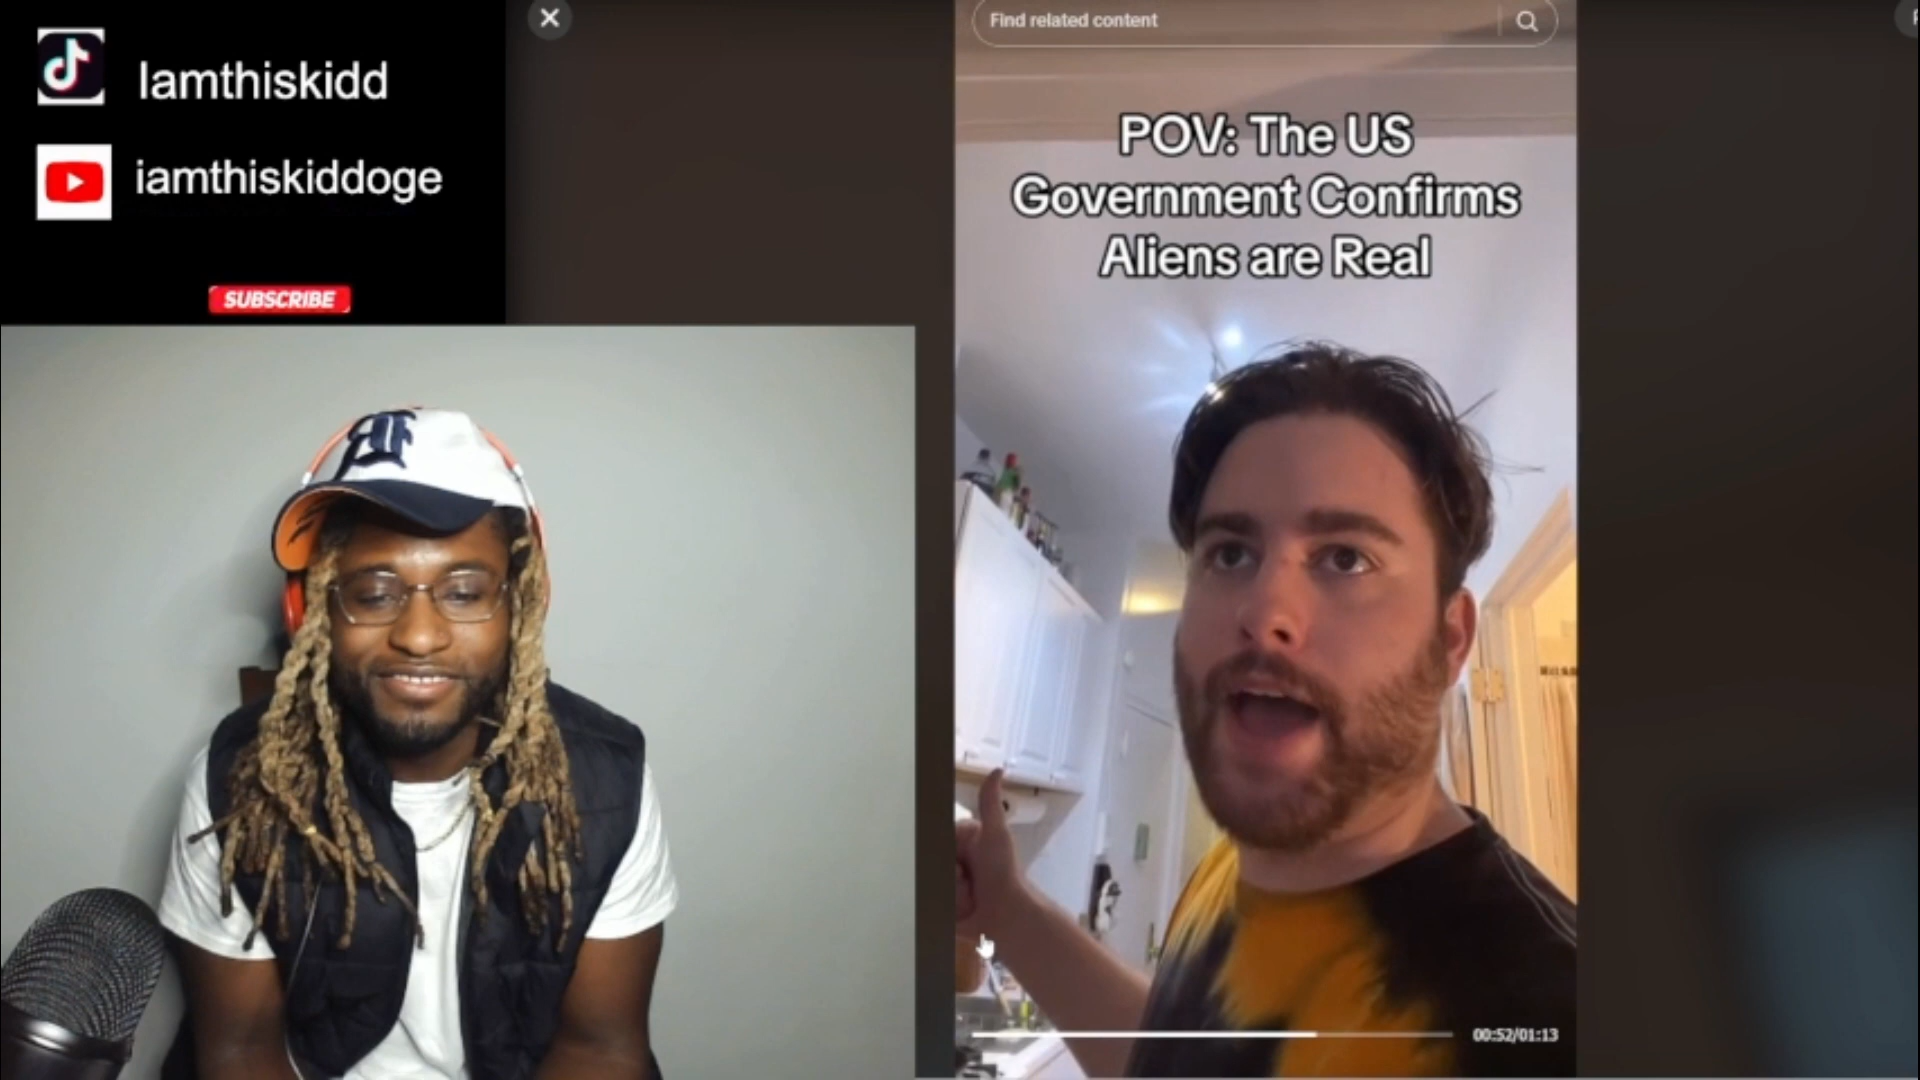 Iamthiskidd
iamthiskiddoge
SUBSCRIBE
Find related content
POV: The US
Government Confirms
Aliens are Real
00:52/01:13